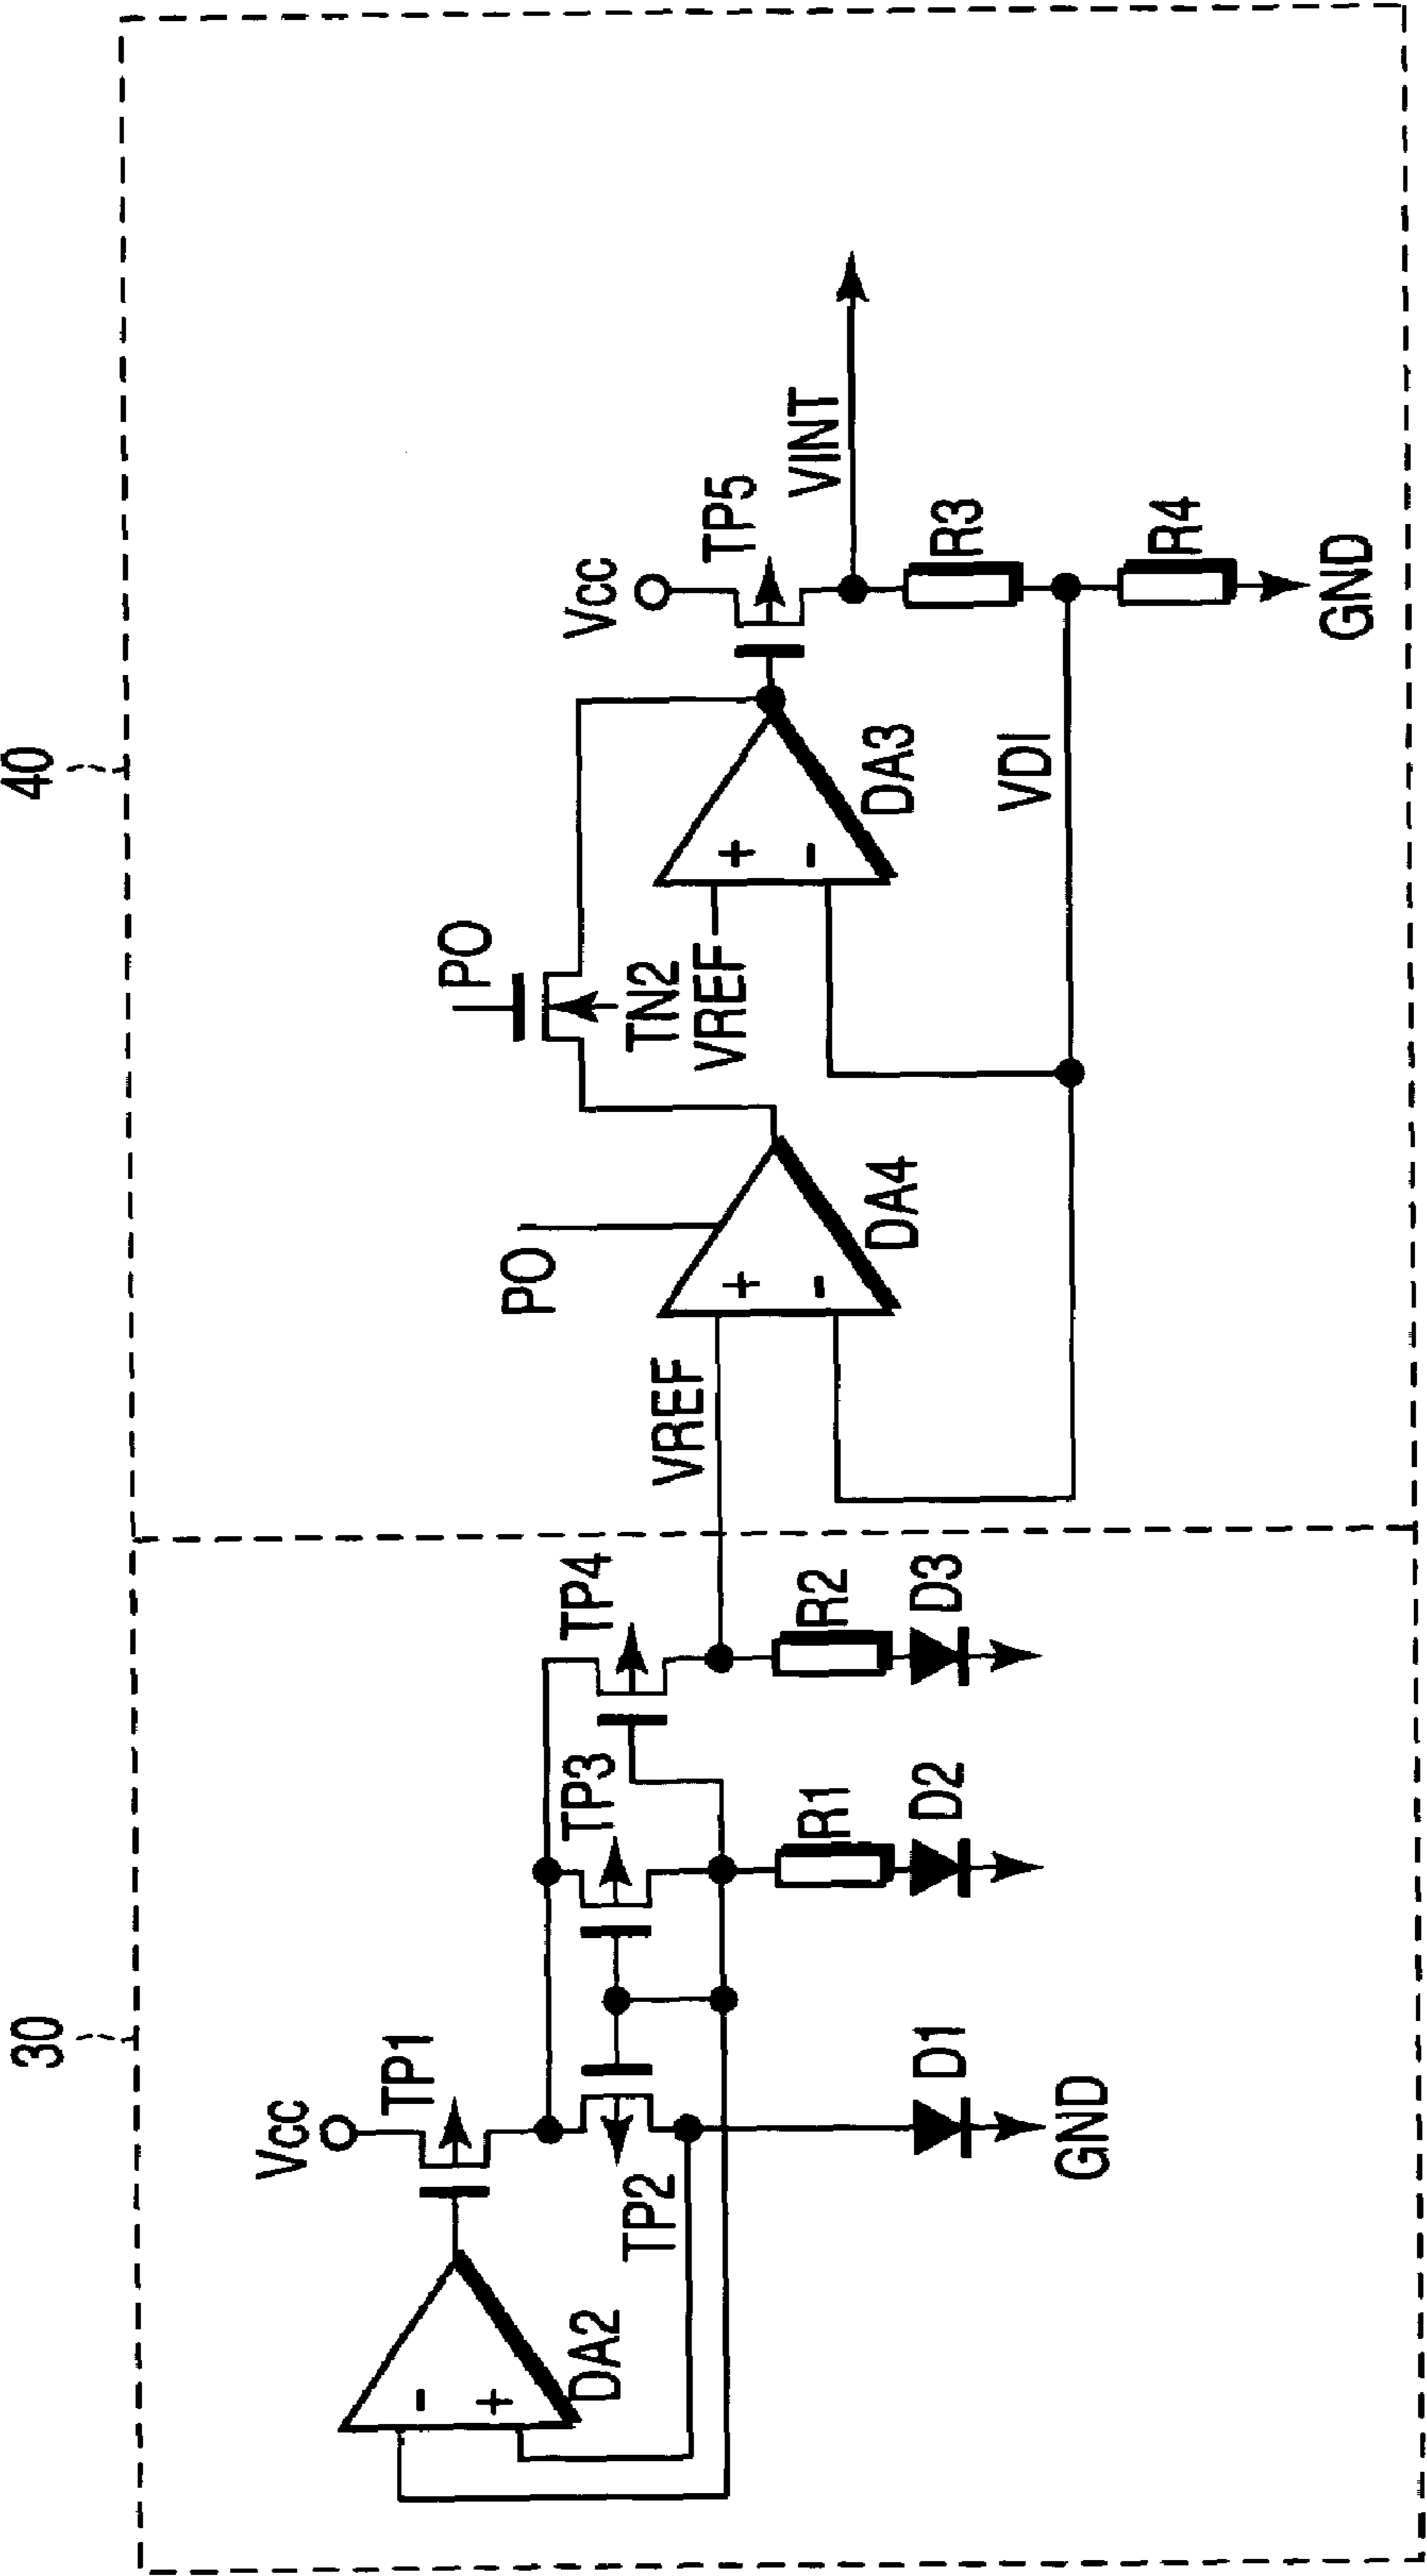 30
40
Vcc
TP1
DA2
-
+
TP2
TP3
TP4
D1
GND
R1
D2
R2
D3
VREF
PO
+
-
DA4
PO
TN2
VREF
+
-
DA3
VDI
Vcc
TP5
VINT
R3
R4
GND